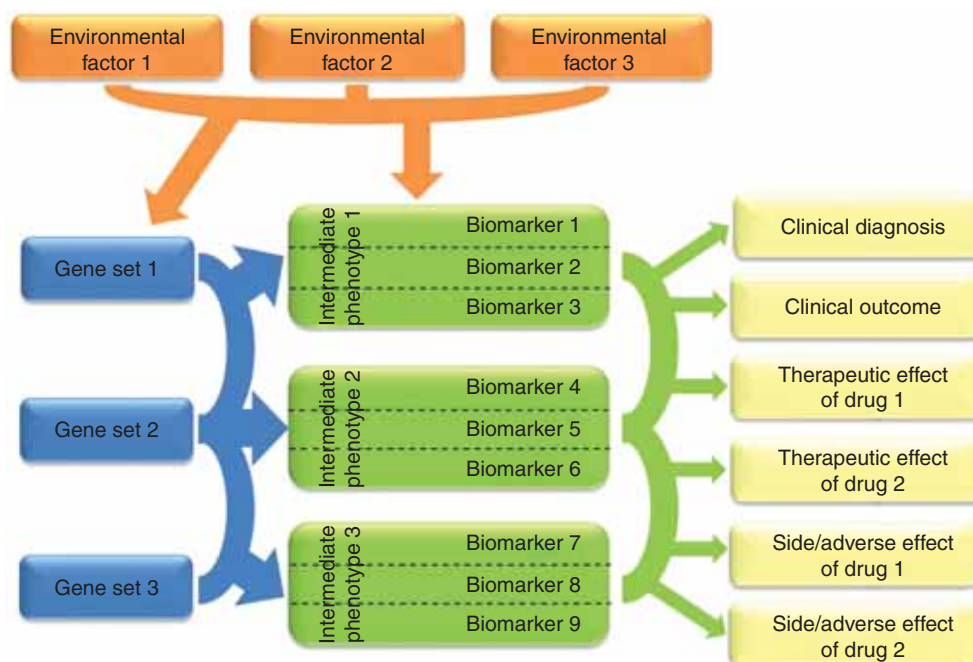 Environmental
factor 1
Environmental
factor 2
Environmental
factor 3
Gene set 1
Gene set 2
Gene set 3
Intermediate
phenotype 1
Biomarker 1
Biomarker 2
Biomarker 3
Intermediate
phenotype 2
Biomarker 4
Biomarker 5
Biomarker 6
Intermediate
phenotype 3
Biomarker 7
Biomarker 8
Biomarker 9
Clinical diagnosis
Clinical outcome
Therapeutic effect
of drug 1
Therapeutic effect
of drug 2
Side/adverse effect
of drug 1
Side/adverse effect
of drug 2